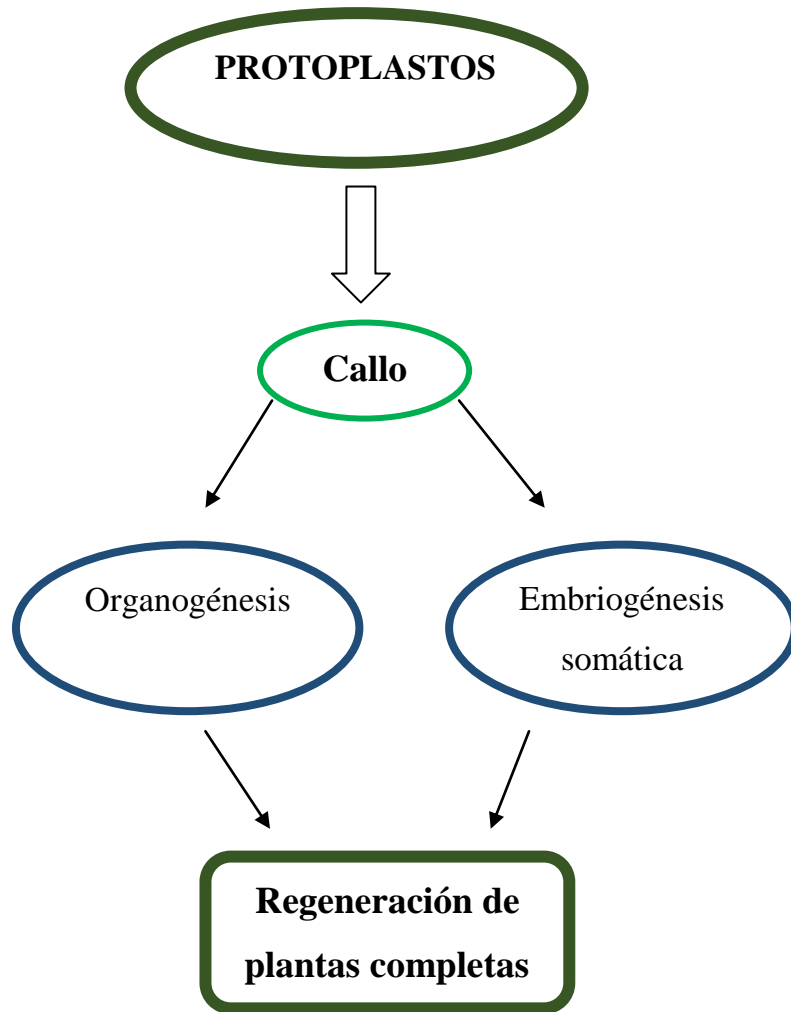 PROTOPLASTOS
Callo
Organogénesis
Embriogénesis
somática
Regeneración de
plantas completas